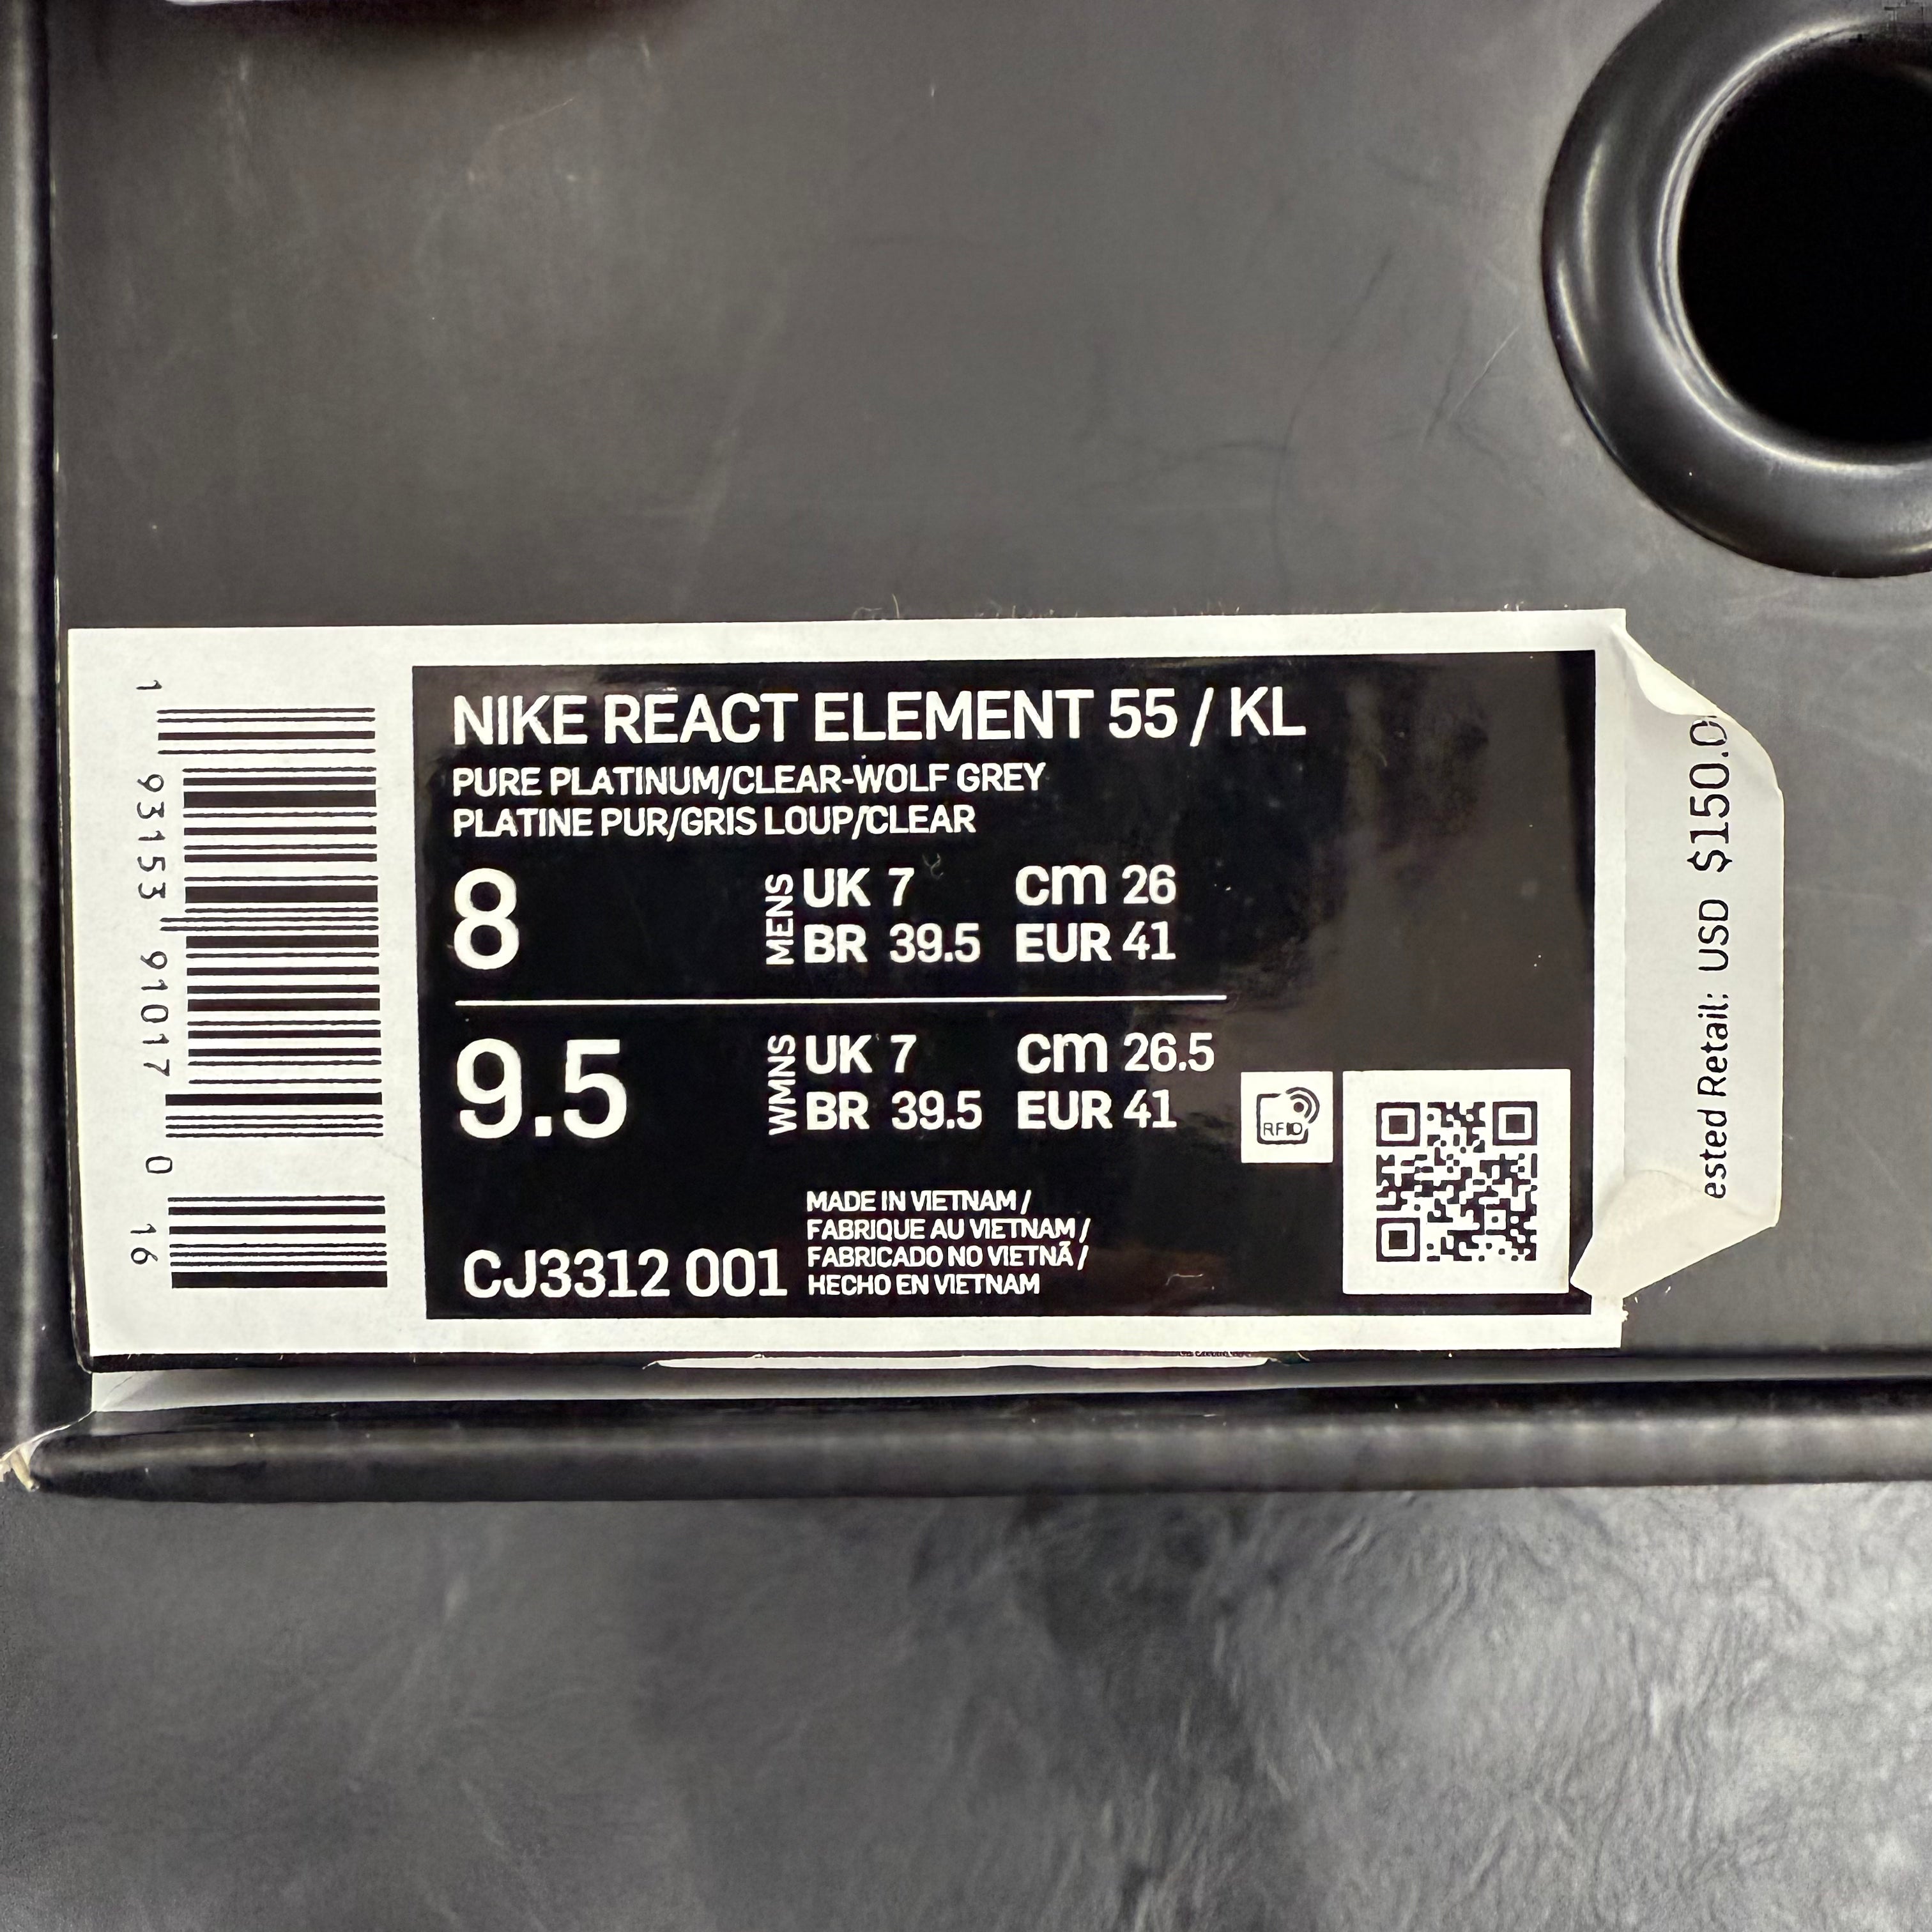 NIKE REACT ELEMENT 55 / KL
PURE PLATINUM/CLEAR-WOLF GREY
PLATINE PUR/GRIS LOUP/CLEAR
8
MENS
UK 7 cm 26
BR 39.5 EUR 41
9.5
WMNS
UK 7 cm 26.5
BR 39.5 EUR 41
RFID
CJ3312 001
MADE IN VIETNAM /
FABRIQUE AU VIETNAM /
FABRICADO NO VIETNÃ /
HECHO EN VIETNAM
1 93153 91017 0 16
ested Retail: USD $150.0